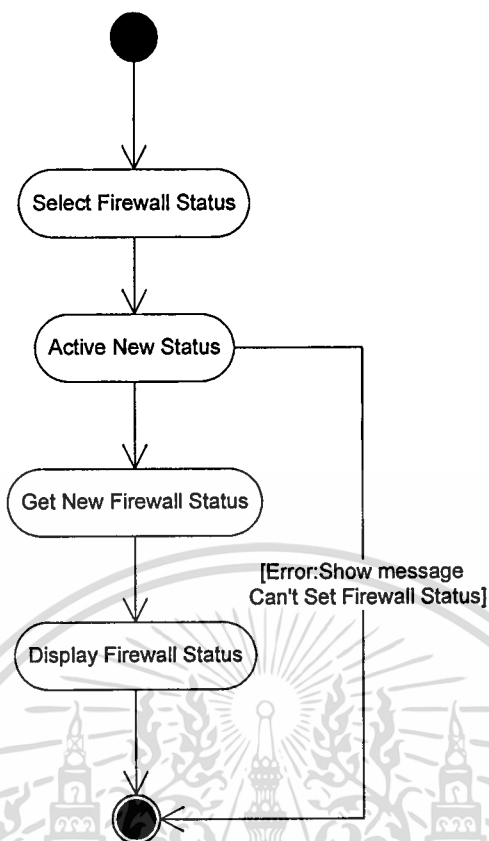 Select Firewall Status
Active New Status
Get New Firewall Status
[Error:Show message
Can't Set Firewall Status]
Display Firewall Status